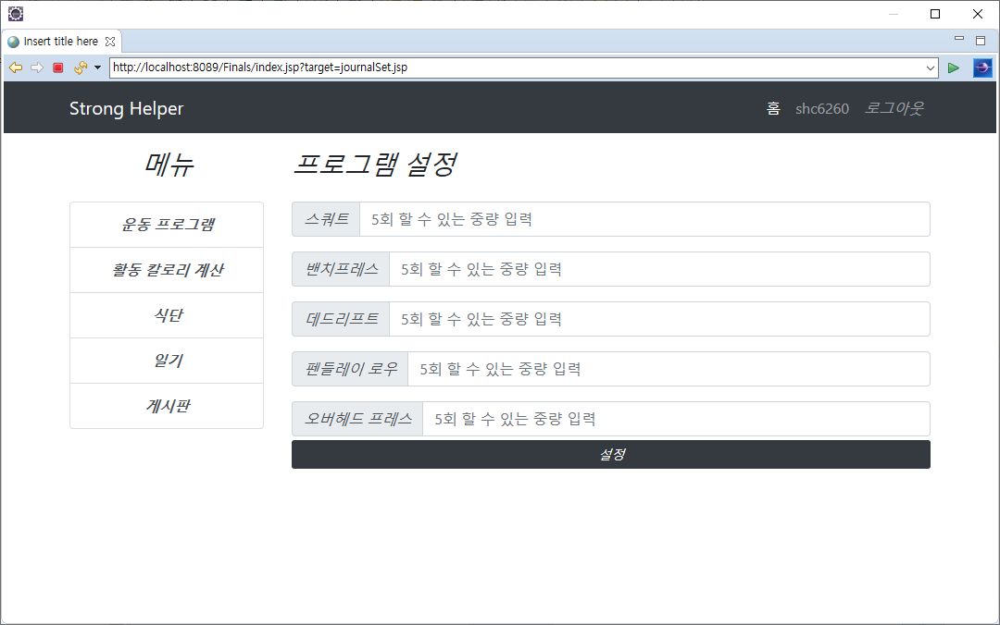 Insert title here
http://localhost:8089/Finals/index.jsp?target=journalSet.jsp
Strong Helper 홈 shc6260 로그아웃
메뉴
운동 프로그램
활동 칼로리 계산
식단
일기
게시판
프로그램 설정
스쿼트 5회 할 수 있는 중량 입력
밴치프레스 5회 할 수 있는 중량 입력
데드리프트 5회 할 수 있는 중량 입력
펜들레이 로우 5회 할 수 있는 중량 입력
오버헤드 프레스 5회 할 수 있는 중량 입력
설정